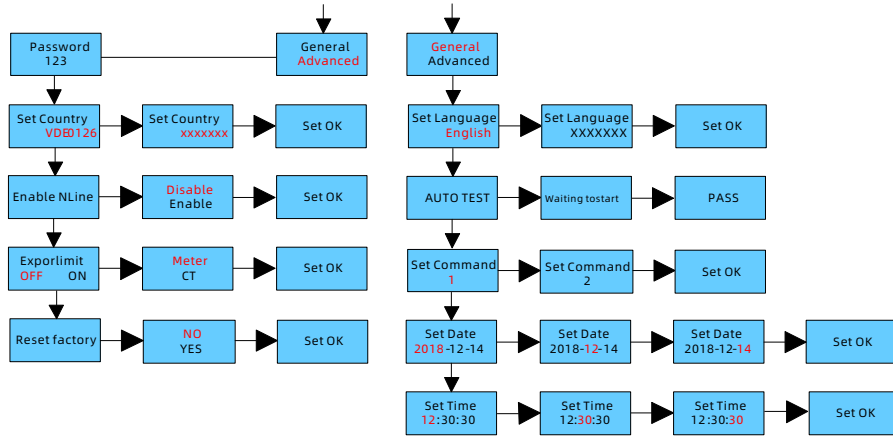 Password
123
General
Advanced
Set Country
VDE0126
Set Country
xxxxxxx
Set OK
Enable NLine
Disable
Enable
Set OK
Exporlimit
OFF ON
Meter
CT
Set OK
Reset factory
NO
YES
Set OK
General
Advanced
Set Language
English
Set Language
XXXXXXX
Set OK
AUTO TEST
Waiting tostart
PASS
Set Command
1
Set Command
2
Set OK
Set Date
2018-12-14
Set Date
2018-12-14
Set Date
2018-12-14
Set OK
Set Time
12:30:30
Set Time
12:30:30
Set Time
12:30:30
Set OK